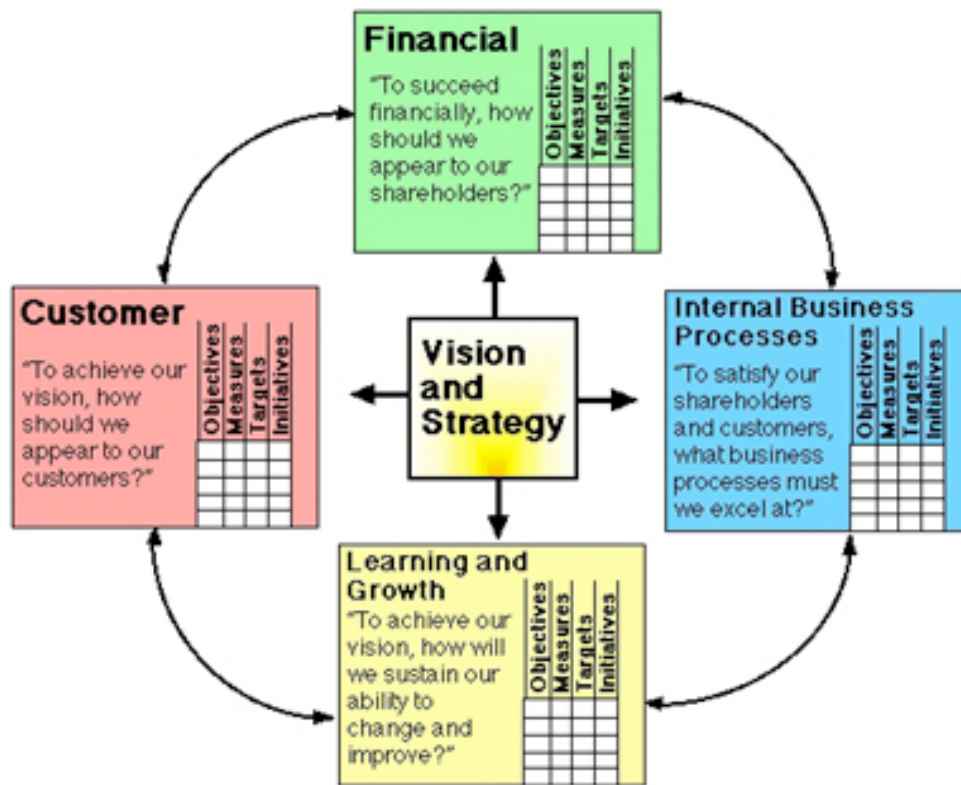 Financial
"To succeed
financially, how
should we
appear to our
shareholders?"
Objectives
Measures
Targets
Initiatives
Customer
"To achieve our
vision, how
should we
appear to our
customers?"
Objectives
Measures
Targets
Initiatives
Vision
and
Strategy
Internal Business
Processes
"To satisfy our
shareholders
and customers,
what business
processes must
we excel at?"
Objectives
Measures
Targets
Initiatives
Learning and
Growth
"To achieve our
vision, how will
we sustain our
ability to
change and
improve?"
Objectives
Measures
Targets
Initiatives